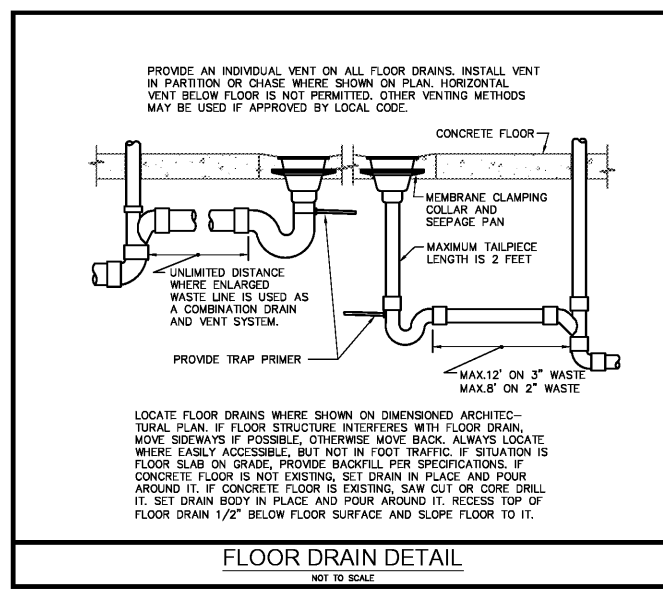 PROVIDE AN INDIVIDUAL VENT ON ALL FLOOR DRAINS. INSTALL VENT
IN PARTITION OR CHASE WHERE SHOWN ON PLAN. HORIZONTAL
VENT BELOW FLOOR IS NOT PERMITTED. OTHER VENTING METHODS
MAY BE USED IF APPROVED BY LOCAL CODE.
CONCRETE FLOOR
MEMBRANE CLAMPING
COLLAR AND
SEEPAGE PAN
MAXIMUM TAILPIECE
LENGTH IS 2 FEET
UNLIMITED DISTANCE
WHERE ENLARGED
WASTE LINE IS USED AS
A COMBINATION DRAIN
AND VENT SYSTEM.
PROVIDE TRAP PRIMER
MAX.12' ON 3" WASTE
MAX.8' ON 2" WASTE
LOCATE FLOOR DRAINS WHERE SHOWN ON DIMENSIONED ARCHITEC-
TURAL PLAN. IF FLOOR STRUCTURE INTERFERES WITH FLOOR DRAIN,
MOVE SIDEWAYS IF POSSIBLE, OTHERWISE MOVE BACK. ALWAYS LOCATE
WHERE EASILY ACCESSIBLE, BUT NOT IN FOOT TRAFFIC. IF SITUATION IS
FLOOR SLAB ON GRADE, PROVIDE BACKFILL PER SPECIFICATIONS. IF
CONCRETE FLOOR IS NOT EXISTING, SET DRAIN IN PLACE AND POUR
AROUND IT. IF CONCRETE FLOOR IS EXISTING, SAW CUT OR CORE DRILL
IT. SET DRAIN BODY IN PLACE AND POUR AROUND IT. RECESS TOP OF
FLOOR DRAIN 1/2" BELOW FLOOR SURFACE AND SLOPE FLOOR TO IT.
FLOOR DRAIN DETAIL
NOT TO SCALE